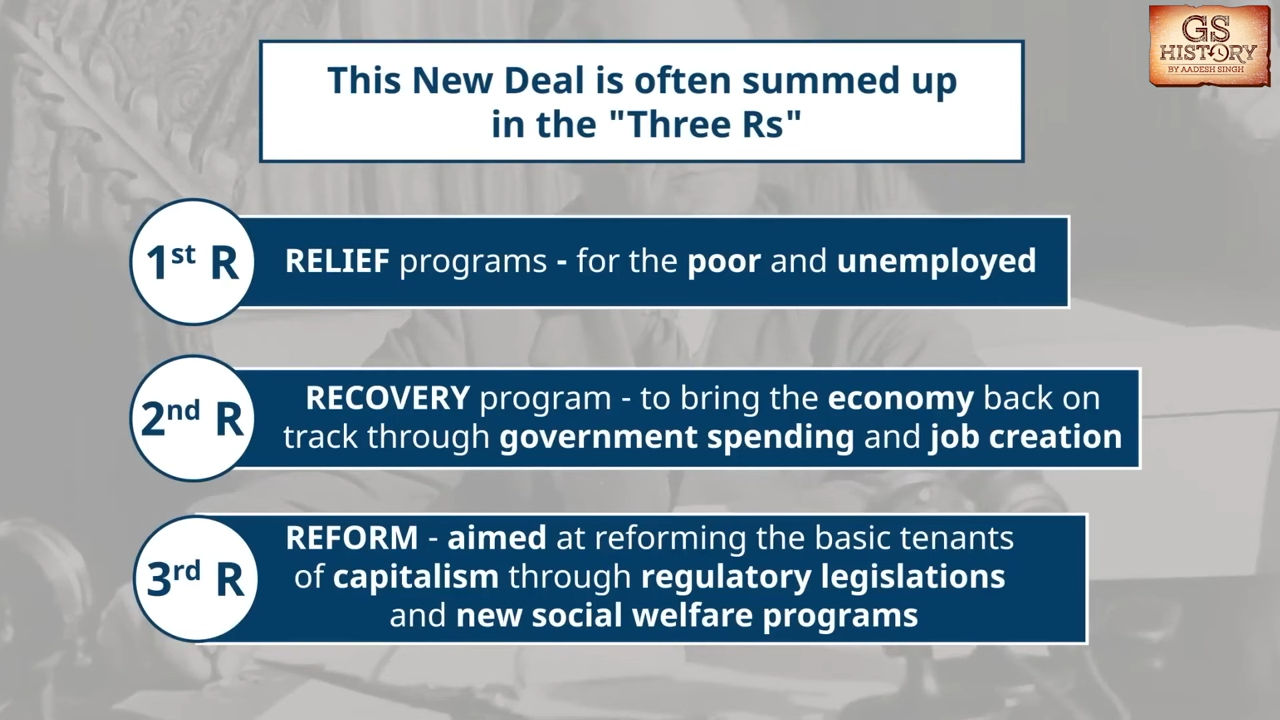 GS
HISTORY
BY AADESH SINGH
This New Deal is often summed up
in the "Three Rs"
1st R
RELIEF programs - for the poor and unemployed
2nd R
RECOVERY program - to bring the economy back on
track through government spending and job creation
3rd R
REFORM - aimed at reforming the basic tenants
of capitalism through regulatory legislations
and new social welfare programs